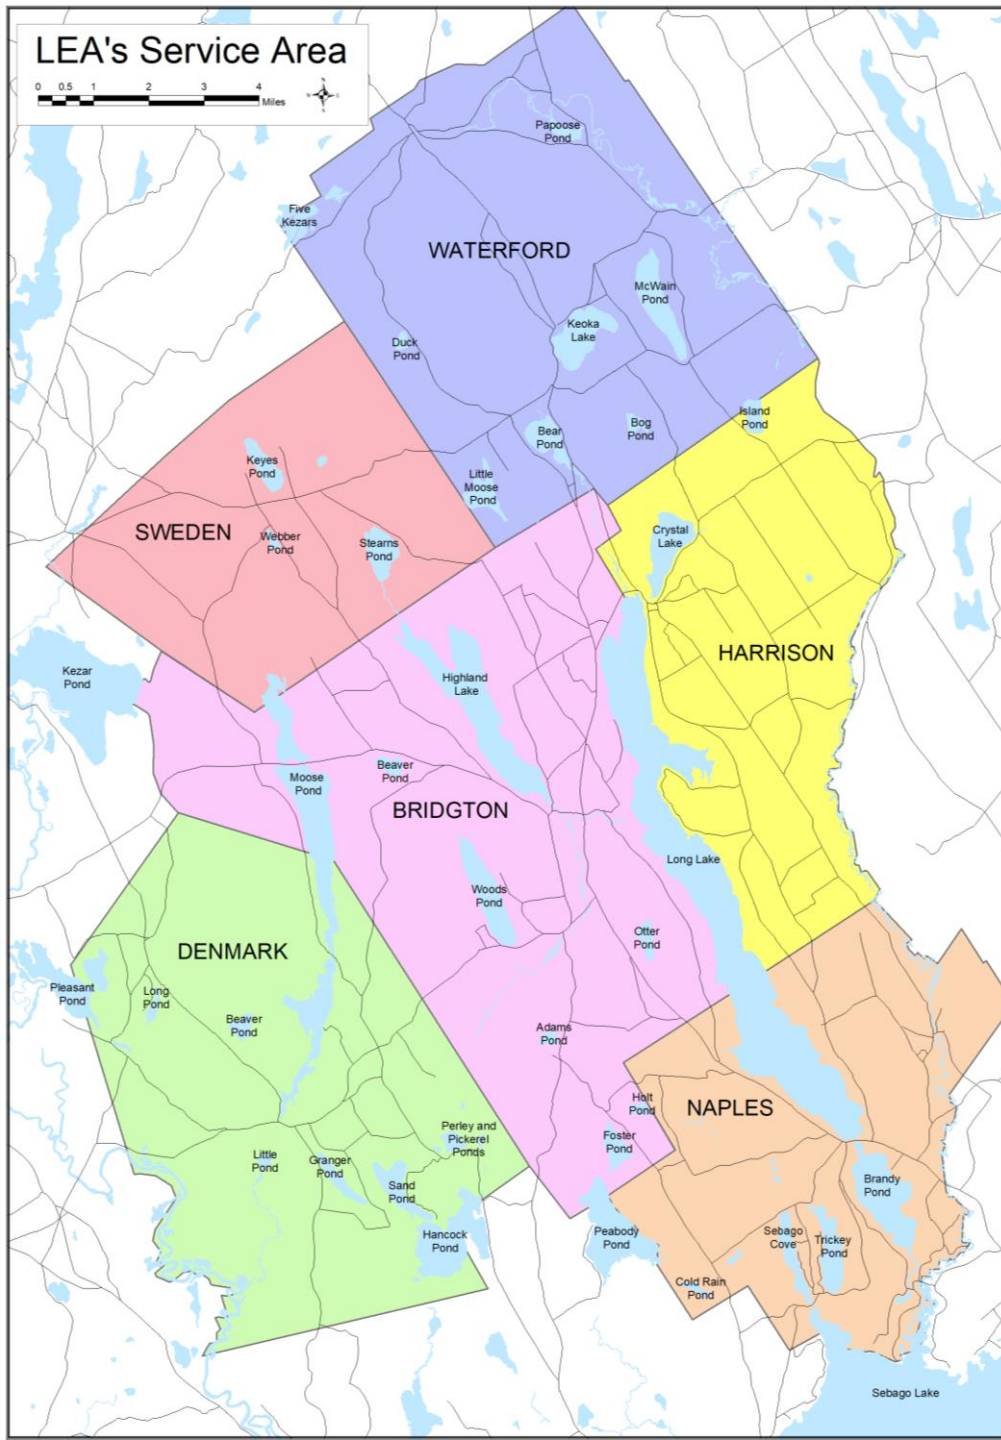 LEA's Service Area
0 0.5 1 2 3 4
Miles
N
W E
S
Papoose
Pond
Five
Kezars
WATERFORD
McWain
Pond
Keoka
Lake
Duck
Pond
Island
Pond
Bear
Pond
Bog
Pond
Keyes
Pond
Little
Moose
Pond
SWEDEN
Webber
Pond
Stearns
Pond
Crystal
Lake
HARRISON
Kezar
Pond
Highland
Lake
Moose
Pond
Beaver
Pond
BRIDGTON
Long Lake
Woods
Pond
Otter
Pond
DENMARK
Pleasant
Pond
Long
Pond
Beaver
Pond
Adams
Pond
Holt
Pond
NAPLES
Perley and
Pickerel
Ponds
Foster
Pond
Little
Pond
Granger
Pond
Sand
Pond
Brandy
Pond
Hancock
Pond
Peabody
Pond
Sebago
Cove
Trickey
Pond
Cold Rain
Pond
Sebago Lake